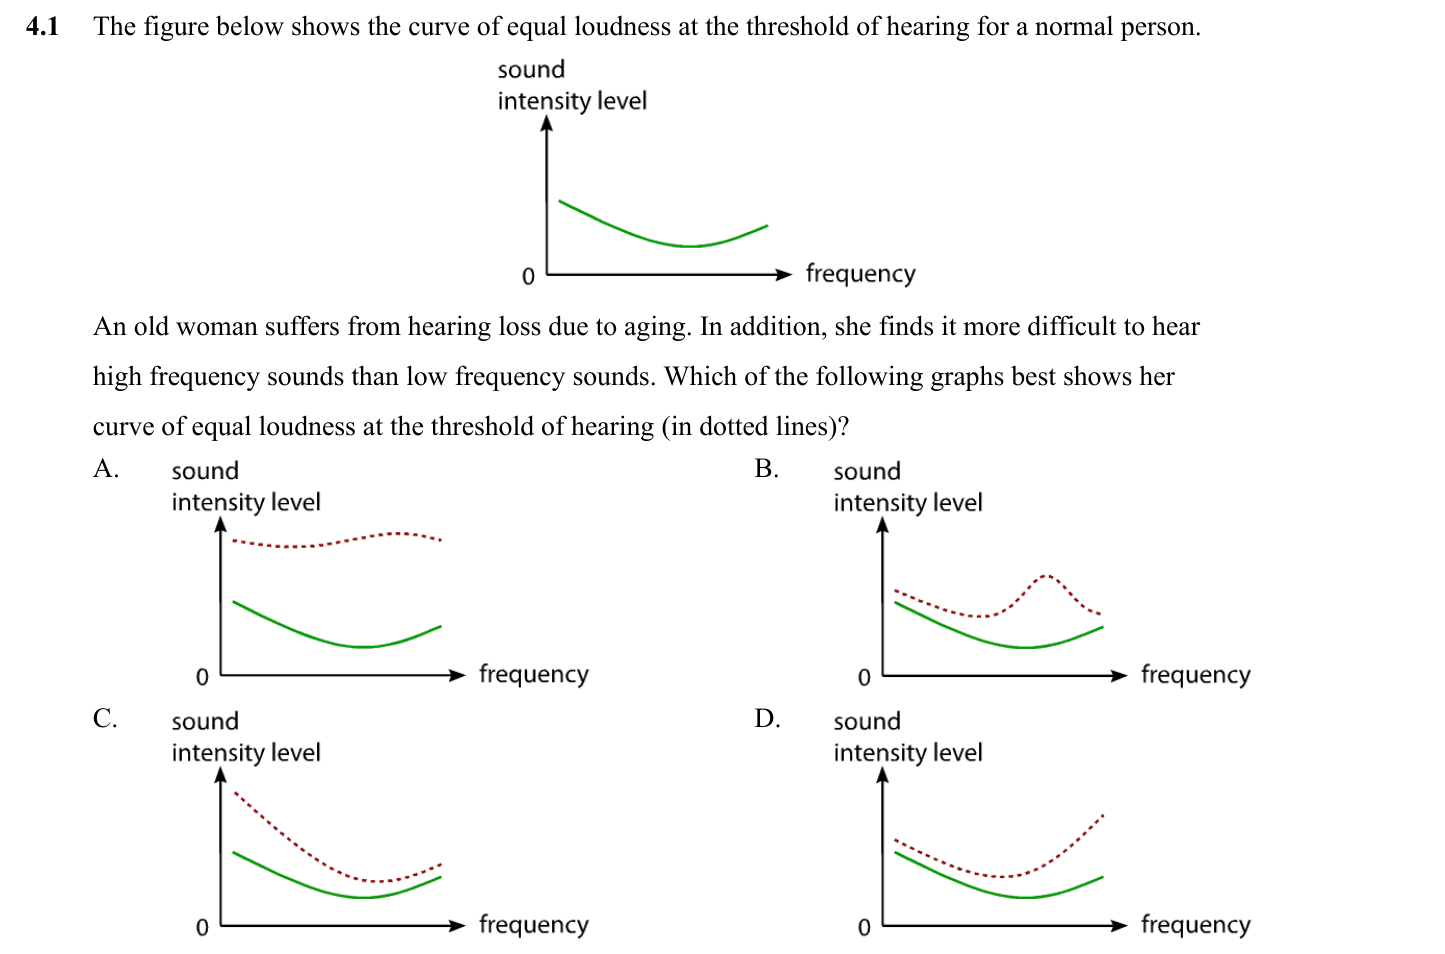 4.1 The figure below shows the curve of equal loudness at the threshold of hearing for a normal person.
sound
intensity level
0
frequency
An old woman suffers from hearing loss due to aging. In addition, she finds it more difficult to hear
high frequency sounds than low frequency sounds. Which of the following graphs best shows her
curve of equal loudness at the threshold of hearing (in dotted lines)?
A.
sound
intensity level
0
frequency
B.
sound
intensity level
0
frequency
C.
sound
intensity level
0
frequency
D.
sound
intensity level
0
frequency